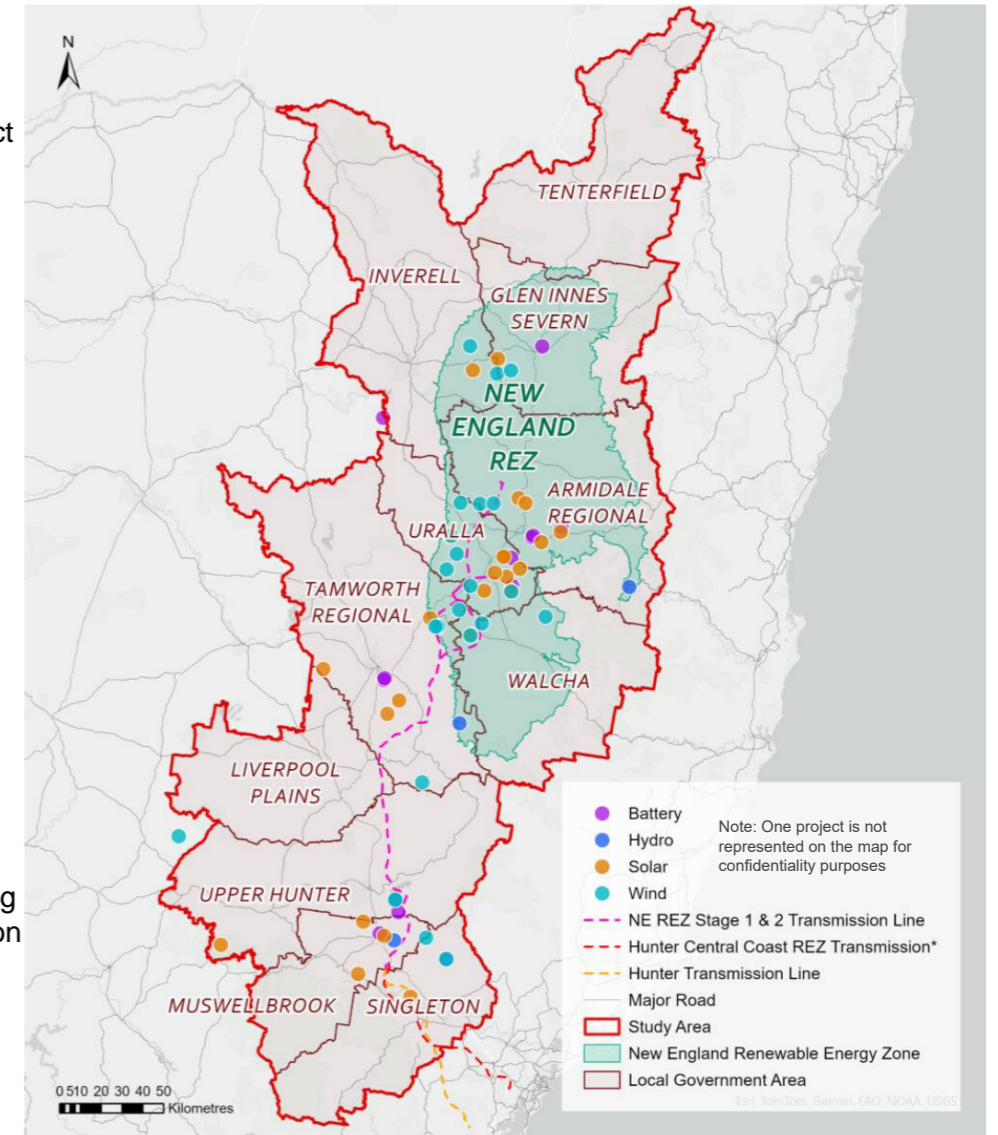 N
ct
TENTERFIELD
INVERELL
GLEN INNES
SEVERN
NEW
ENGLAND
REZ
ARMIDALE
REGIONAL
URALLA
TAMWORTH
REGIONAL
WALCHA
LIVERPOOL
PLAINS
UPPER HUNTER
ng
on
MUSWELLBROOK
SINGLETON
Battery
Hydro
Solar
Wind
Note: One project is not
represented on the map for
confidentiality purposes
NE REZ Stage 1 & 2 Transmission Line
Hunter Central Coast REZ Transmission*
Hunter Transmission Line
Major Road
Study Area
New England Renewable Energy Zone
Local Government Area
0 5 10 20 30 40 50
Kilometres
Esri, TomTom, Garmin, FAO, NOAA, USGS